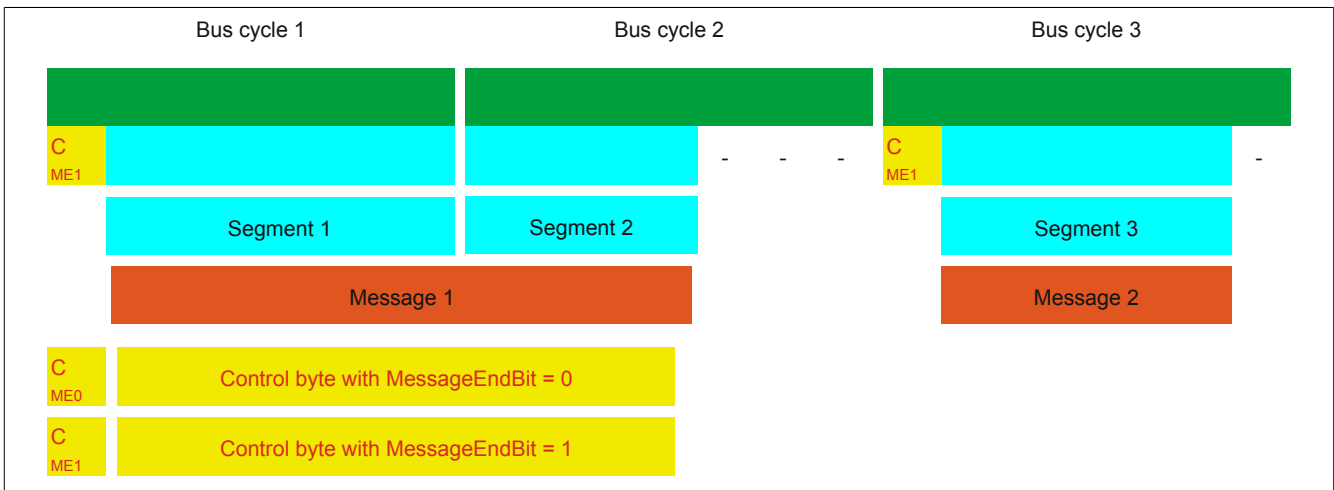 Bus cycle 1 Bus cycle 2 Bus cycle 3
C - - - C -
ME1 ME1
Segment 1 Segment 2 Segment 3
Message 1 Message 2
C
ME0 Control byte with MessageEndBit = 0
C
ME1 Control byte with MessageEndBit = 1